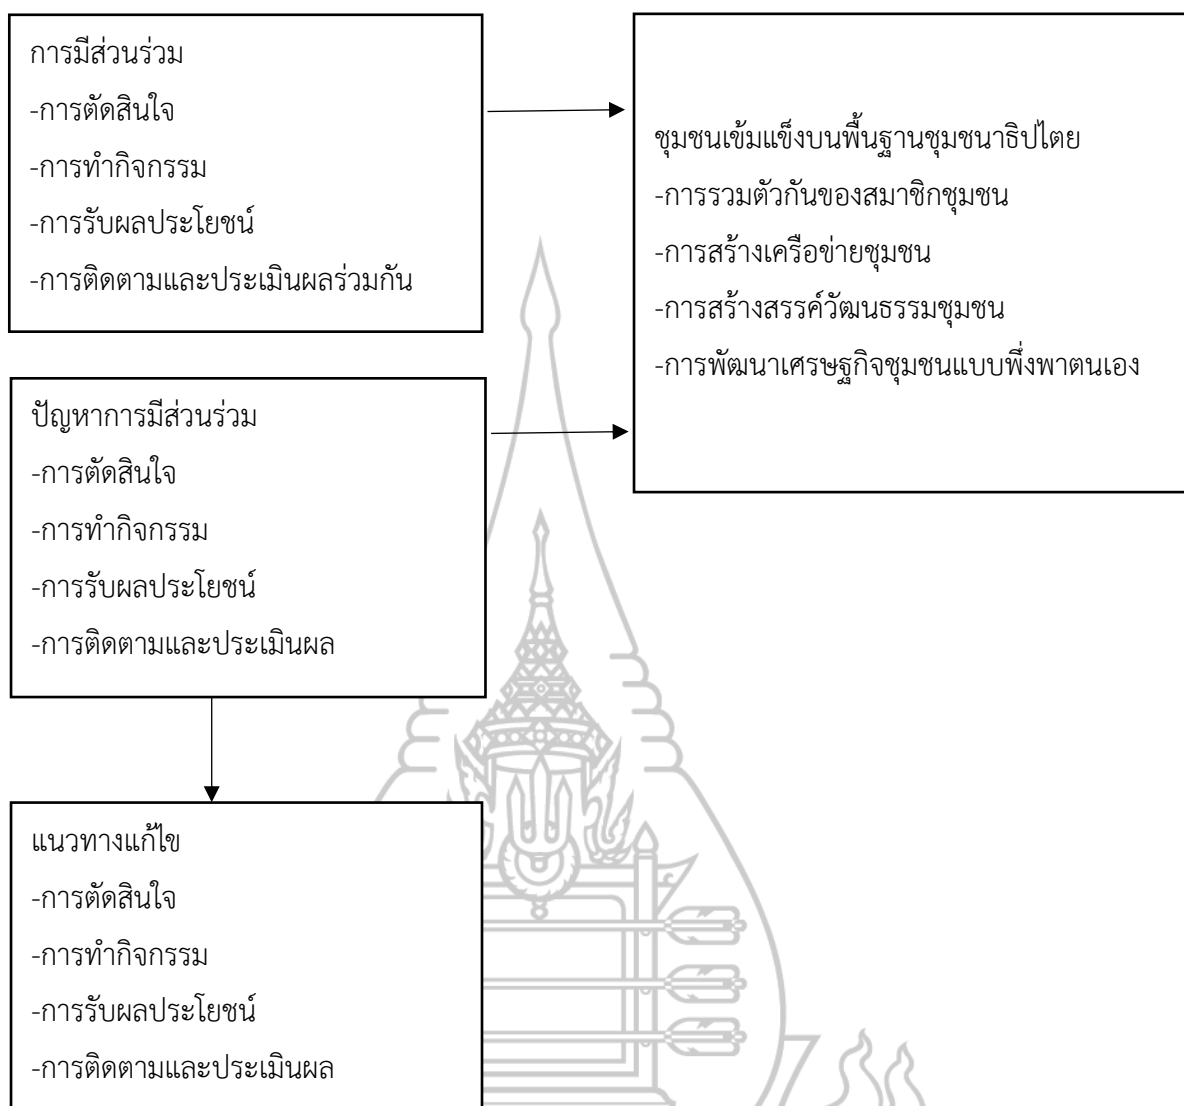 การมีส่วนร่วม
-การตัดสินใจ
-การทำกิจกรรม
-การรับผลประโยชน์
-การติดตามและประเมินผลร่วมกัน
ชุมชนเข้มแข็งบนพื้นฐานชุมชนาธิปไตย
-การรวมตัวกันของสมาชิกชุมชน
-การสร้างเครือข่ายชุมชน
-การสร้างสรรค์วัฒนธรรมชุมชน
-การพัฒนาเศรษฐกิจชุมชนแบบพึ่งพาตนเอง
ปัญหาการมีส่วนร่วม
-การตัดสินใจ
-การทำกิจกรรม
-การรับผลประโยชน์
-การติดตามและประเมินผล
แนวทางแก้ไข
-การตัดสินใจ
-การทำกิจกรรม
-การรับผลประโยชน์
-การติดตามและประเมินผล